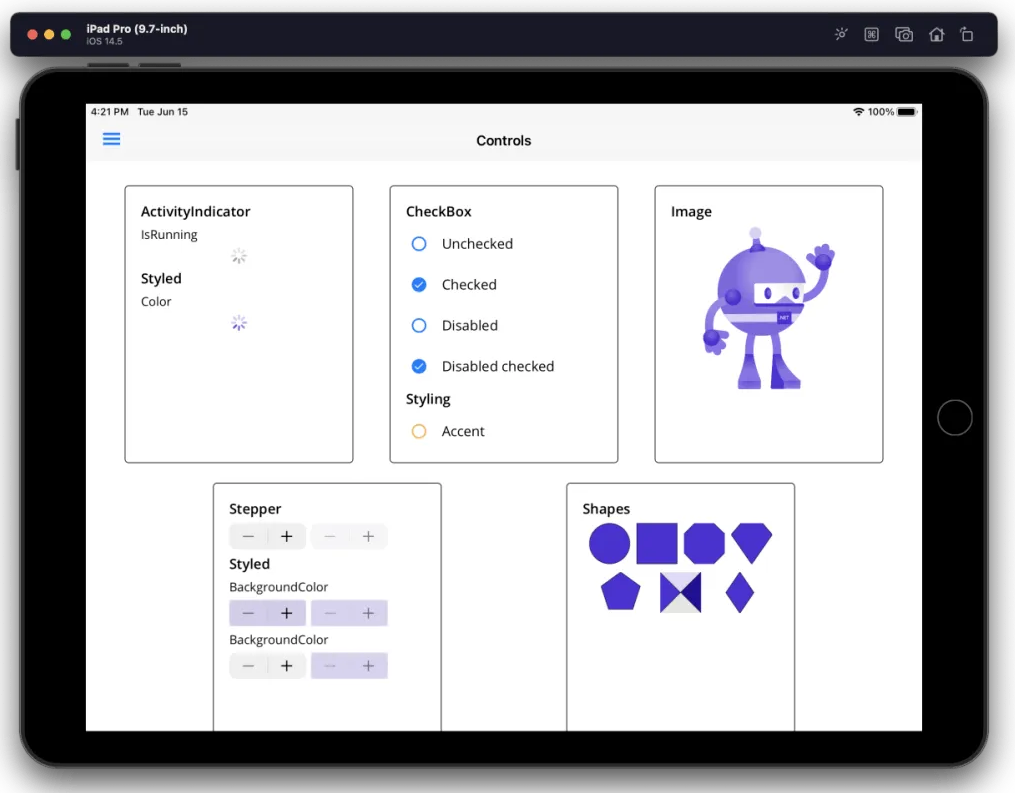 iPad Pro (9.7-inch)
iOS 14.5
4:21 PM Tue Jun 15
100%
Controls
ActivityIndicator
IsRunning
Styled
Color
CheckBox
Unchecked
Checked
Disabled
Disabled checked
Styling
Accent
Image
.NET
Stepper
Styled
BackgroundColor
BackgroundColor
Shapes